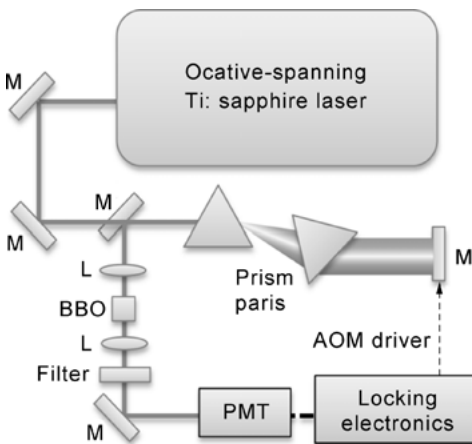 Ocative-spanning
Ti: sapphire laser
M
M
M
L
BBO
L
Filter
M
Prism
paris
M
AOM driver
PMT
Locking
electronics